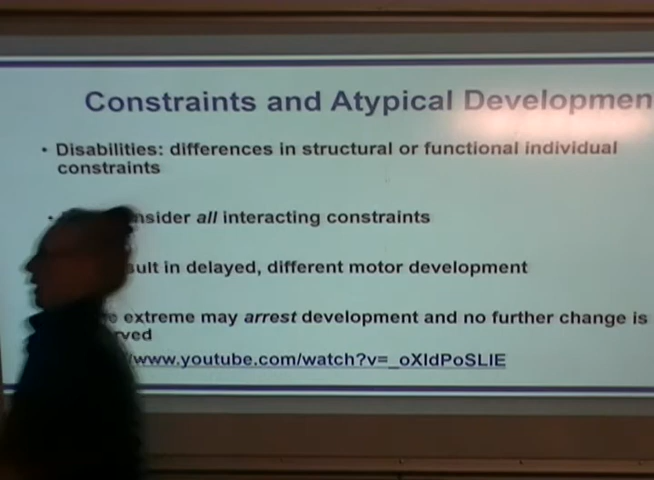 Constraints and Atypical Developmen
• Disabilities: differences in structural or functional individual
constraints
• nsider all interacting constraints
sult in delayed, different motor development
extreme may arrest development and no further change is
rved
/www.youtube.com/watch?v=_oXIdPoSLIE